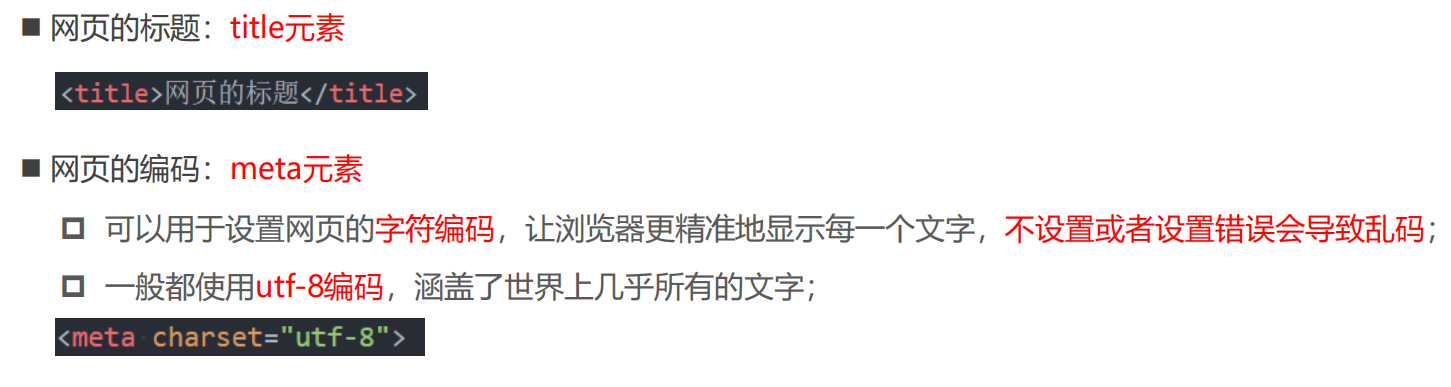 ■ 网页的标题：title元素
<title>网页的标题</title>
■ 网页的编码：meta元素
可以用于设置网页的字符编码，让浏览器更精准地显示每一个文字，不设置或者设置错误会导致乱码；
一般都使用utf-8编码，涵盖了世界上几乎所有的文字；
<meta charset="utf-8">